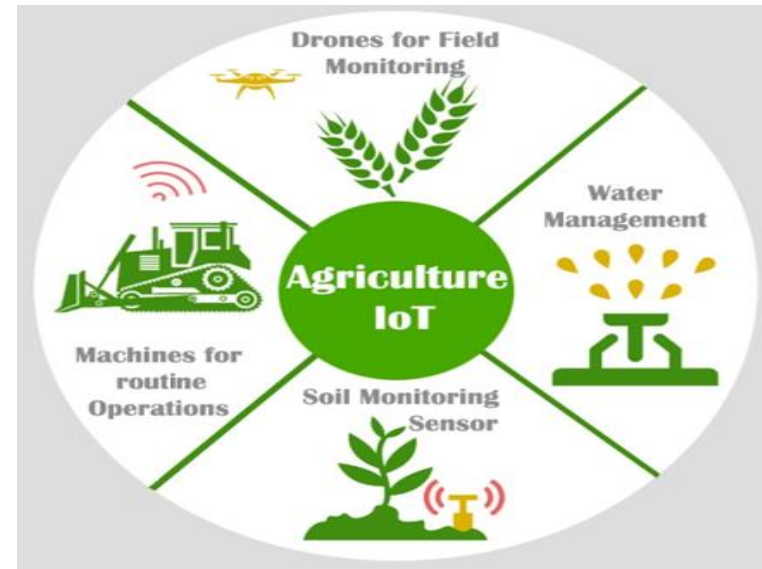 Drones for Field
Monitoring
Water
Management
Agriculture
IoT
Machines for
routine
Operations
Soil Monitoring
Sensor